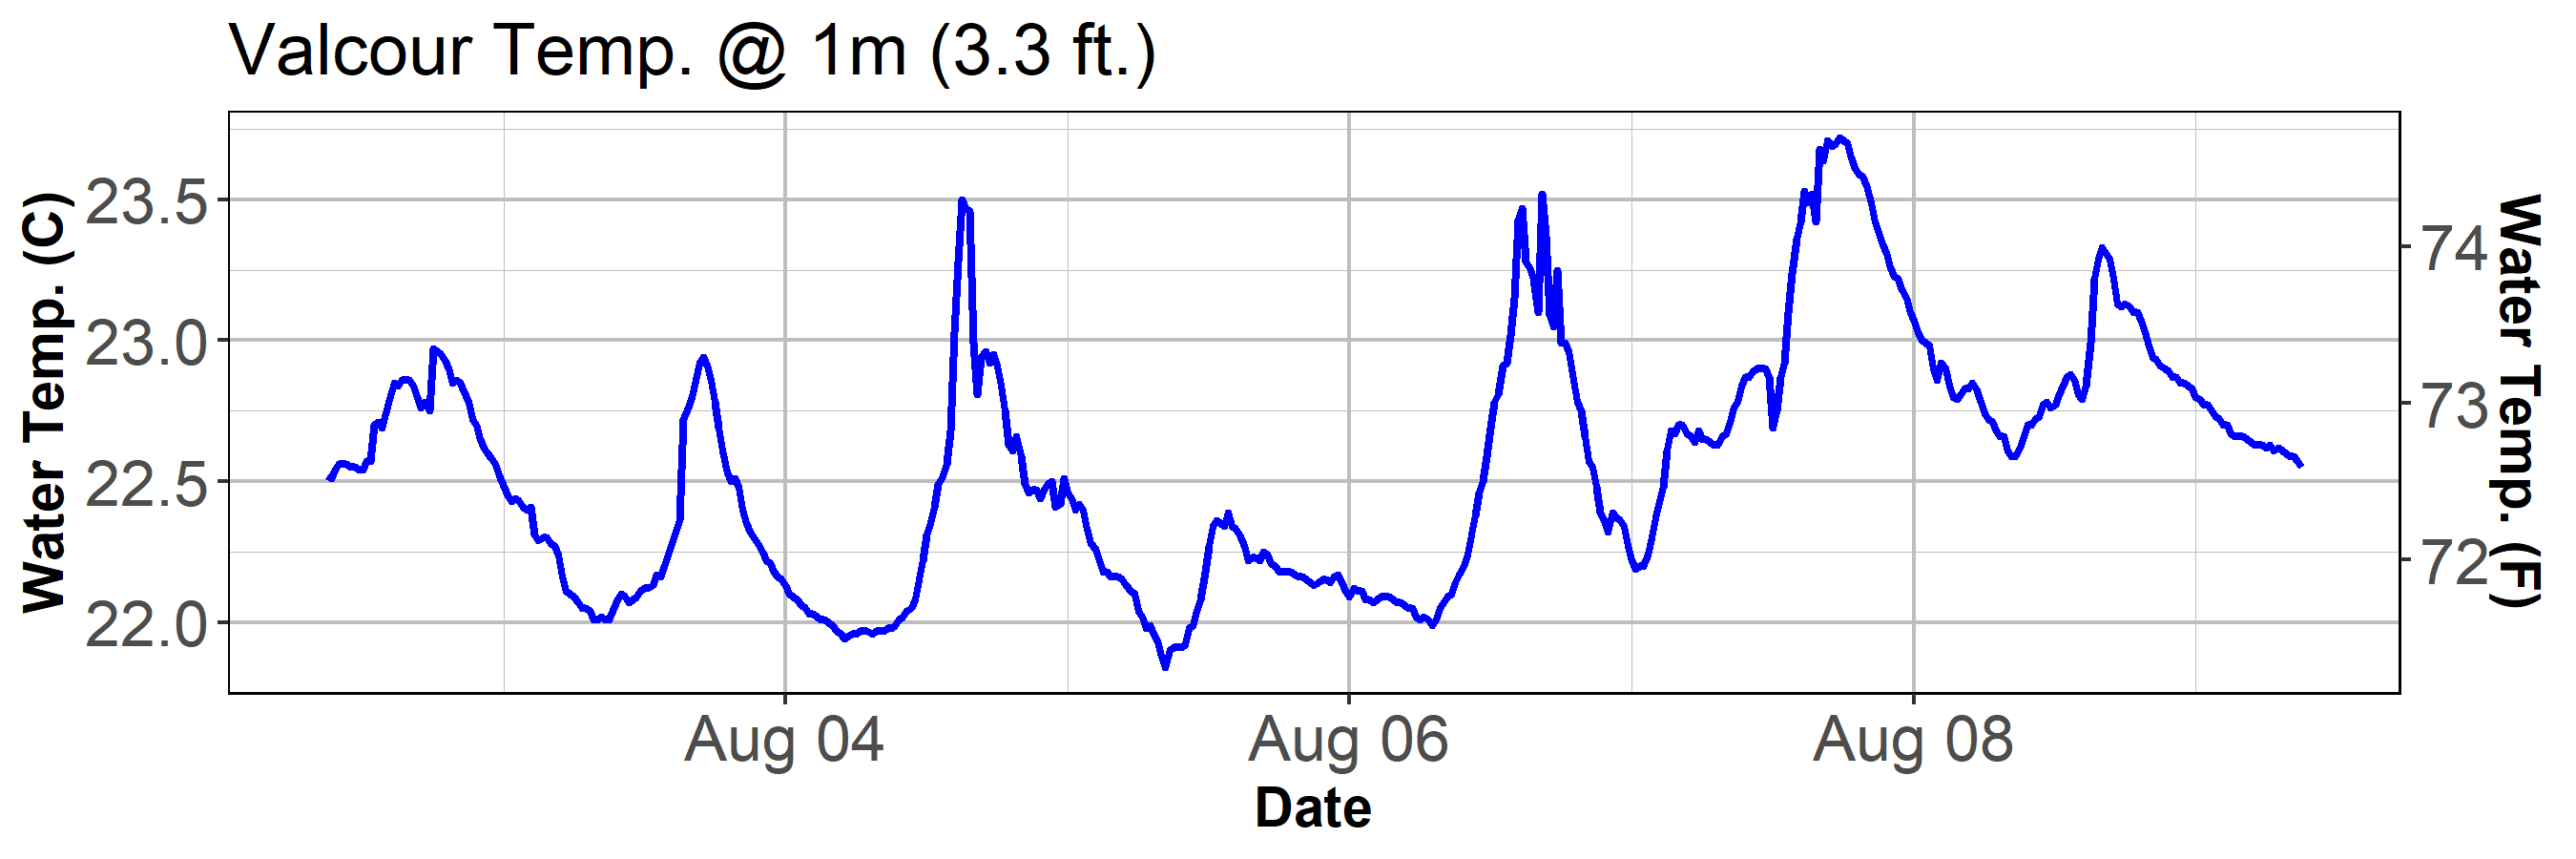 Valcour Temp. @ 1m (3.3 ft.)
Water Temp. (C)
23.5
23.0
22.5
22.0
74
73
72
Water Temp. (F)
Aug 04
Aug 06
Aug 08
Date